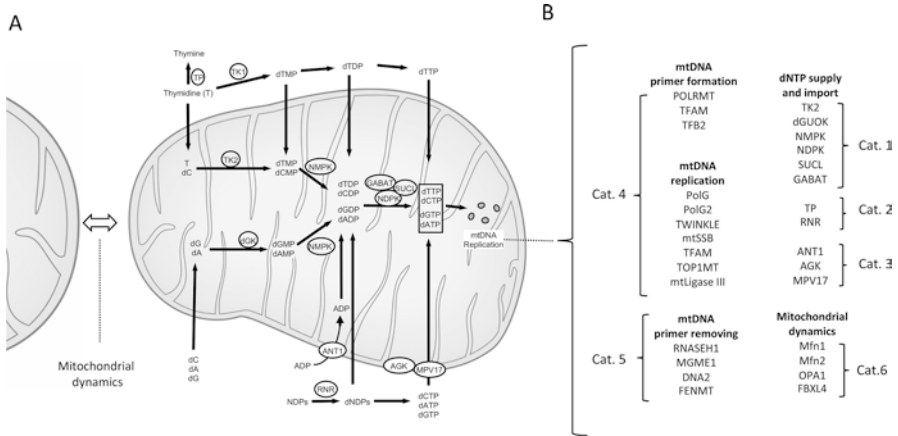 A
Thymine
TP
TK1
Thymidine (T)
dTMP
dTDP
dTTP
T
dC
TK2
dTMP
dCMP
NMPK
dTDP
dCDP
GABAT
SUCL
NDPK
dTTP
dCTP
dGTP
dATP
dGDP
dADP
mtDNA
Replication
dG
dA
dGK
dGMP
dAMP
NMPK
ADP
ANT1
ADP
AGK
MPV17
Mitochondrial
dynamics
dC
dA
dG
RNR
NDPs
dNDPs
dCTP
dATP
dGTP
B
mtDNA
primer formation
POLRMT
TFAM
TFB2
mtDNA
replication
PolG
PolG2
TWINKLE
mtSSB
TFAM
TOP1MT
mtLigase III
Cat. 4
mtDNA
primer removing
RNASEH1
MGME1
DNA2
FENMT
Cat. 5
dNTP supply
and import
TK2
dGUOK
NMPK
NDPK
SUCL
GABAT
Cat. 1
TP
RNR
Cat. 2
ANT1
AGK
MPV17
Cat. 3
Mitochondrial
dynamics
Mfn1
Mfn2
OPA1
FBXL4
Cat.6